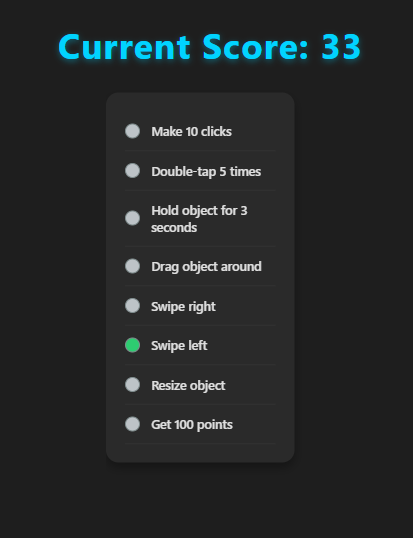 Current Score: 33
Make 10 clicks
Double-tap 5 times
Hold object for 3
seconds
Drag object around
Swipe right
Swipe left
Resize object
Get 100 points